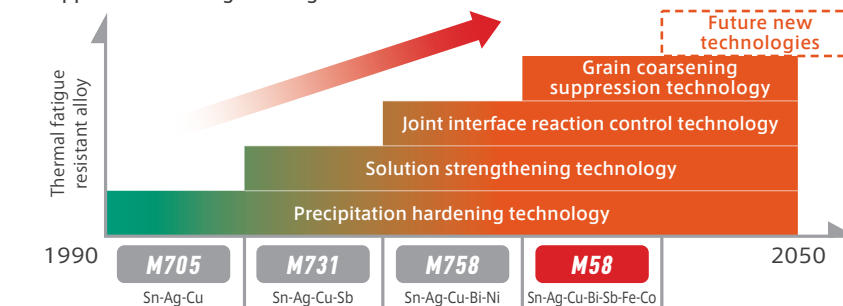 Future new
technologies
Grain coarsening
suppression technology
Joint interface reaction control technology
Solution strengthening technology
Precipitation hardening technology
Thermal fatigue
resistant alloy
1990
2050
M705
M731
M758
M58
Sn-Ag-Cu
Sn-Ag-Cu-Sb
Sn-Ag-Cu-Bi-Ni
Sn-Ag-Cu-Bi-Sb-Fe-Co